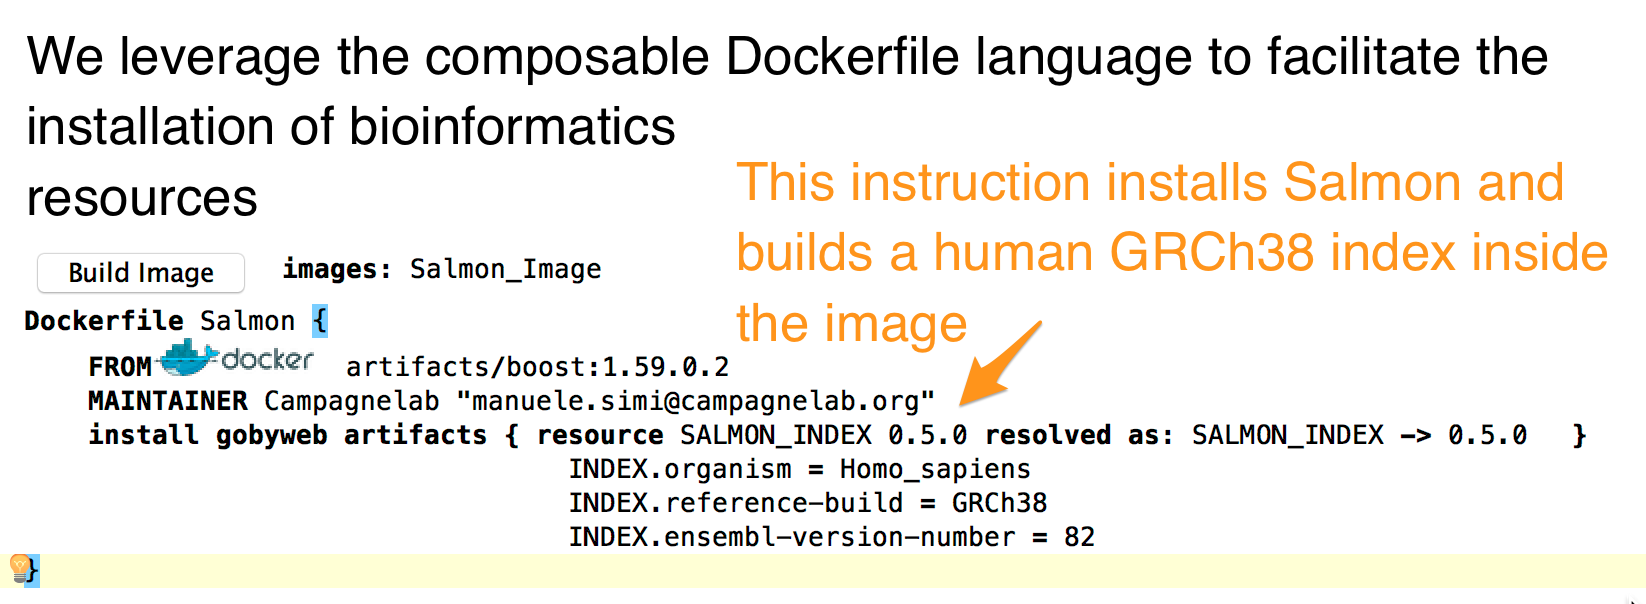 We leverage the composable Dockerfile language to facilitate the
installation of bioinformatics
resources
This instruction installs Salmon and
builds a human GRCh38 index inside
the image
Build Image images: Salmon_Image
Dockerfile Salmon {
FROM docker artifacts/boost:1.59.0.2
MAINTAINER Campagnelab "manuele.simi@campagnelab.org"
install gobyweb artifacts { resource SALMON_INDEX 0.5.0 resolved as: SALMON_INDEX -> 0.5.0 }
INDEX.organism = Homo_sapiens
INDEX.reference-build = GRCh38
INDEX.ensembl-version-number = 82
}